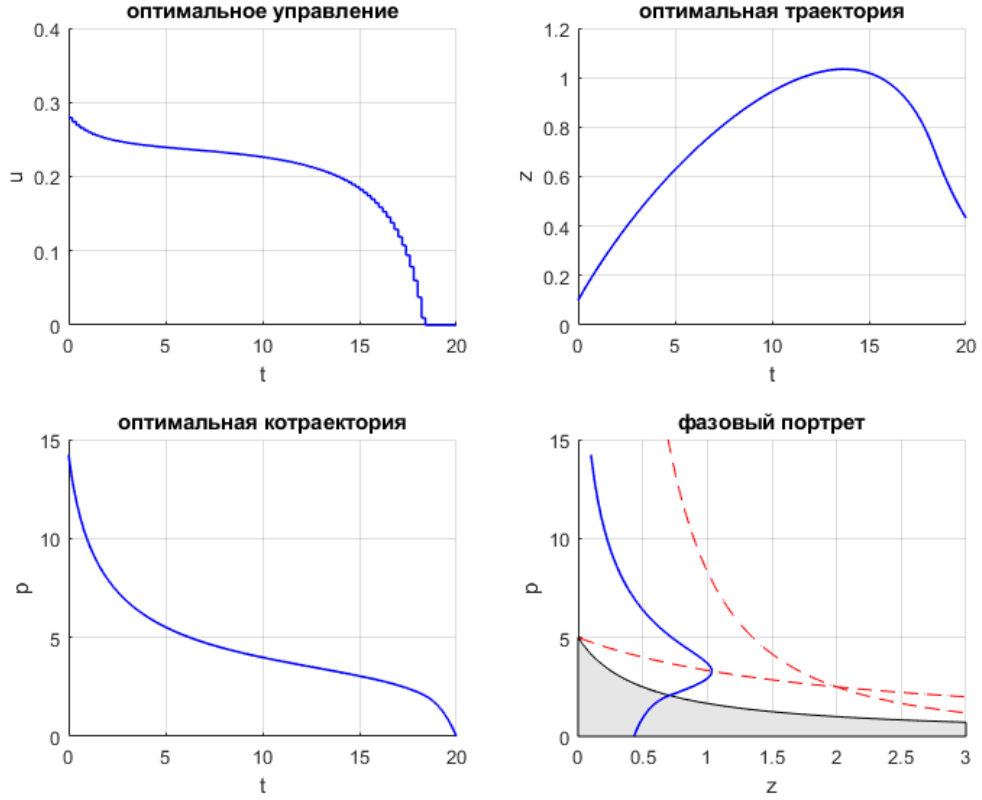 оптимальное управление
0.4
0.3
0.2
0.1
0
u
0 5 10 15 20
t
оптимальная траектория
1.2
1
0.8
0.6
0.4
0.2
0
z
0 5 10 15 20
t
оптимальная котраектория
15
10
5
0
p
0 5 10 15 20
t
фазовый портрет
15
10
5
0
p
0 0.5 1 1.5 2 2.5 3
z